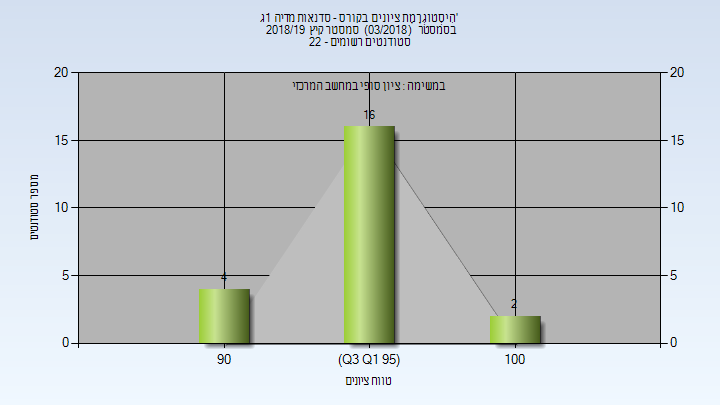 היסטוגרמת ציונים בקורס - סדנאות מדיה 1ג'
בסמסטר (03/2018) סמסטר קיץ 2018/19
סטודנטים רשומים - 22
במשימה : ציון סופי במחשב המרכזי
20
20
15
15
10
10
5
5
0
0
4
16
2
מספר סטודנטים
90
(Q3 Q1 95)
100
טווח ציונים